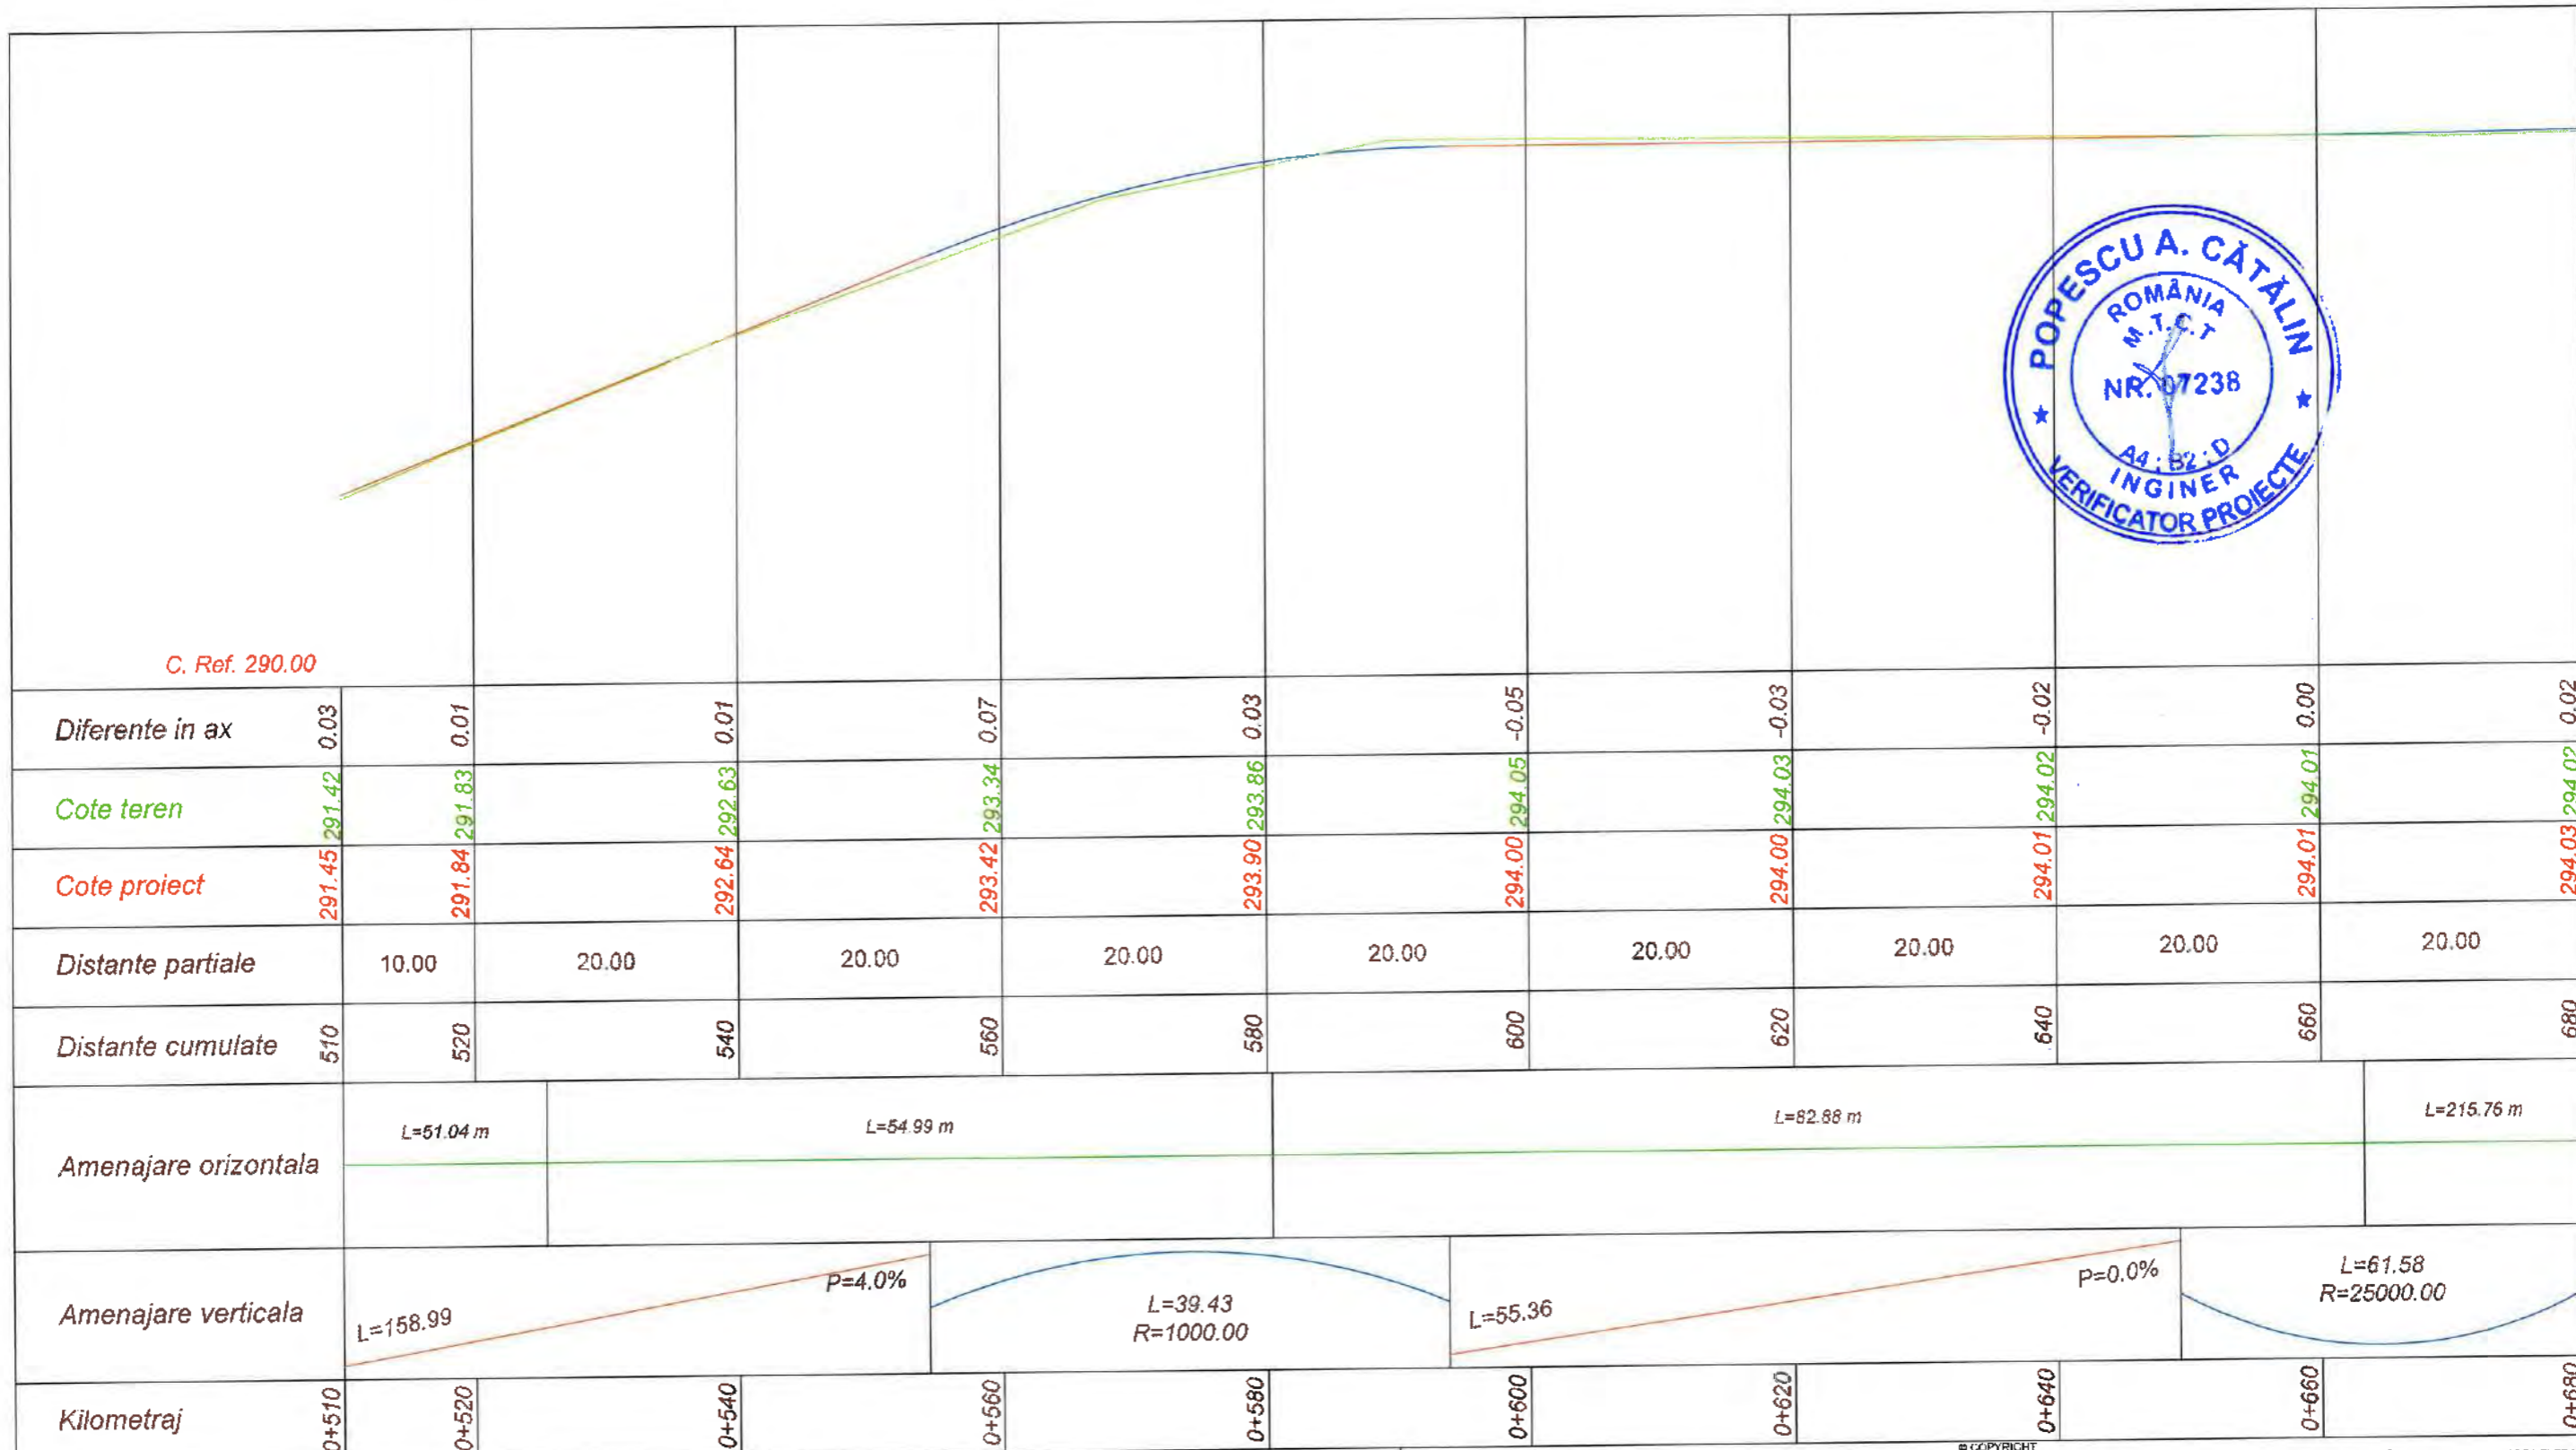 POPESCU A. CĂTĂLIN
ROMÂNIA
M.T.C.T
NR. 07238
A4 ; B2 ; D
INGINER
VERIFICATOR PROIECTE
C. Ref. 290.00
Diferente in ax 0.03 0.01 0.01 0.07 0.03 -0.05 -0.03 -0.02 0.00 0.02
Cote teren 291.42 291.83 292.63 293.34 293.86 294.05 294.03 294.02 294.01 294.02
Cote proiect 291.45 291.84 292.64 293.42 293.90 294.00 294.00 294.01 294.01 294.03
Distante partiale 10.00 20.00 20.00 20.00 20.00 20.00 20.00 20.00 20.00
Distante cumulate 510 520 540 560 580 600 620 640 660 680
Amenajare orizontala L=51.04 m L=54.99 m L=82.88 m L=215.76 m
Amenajare verticala L=158.99 P=4.0% L=39.43 R=1000.00 L=55.36 P=0.0% L=61.58 R=25000.00
Kilometraj 0+510 0+520 0+540 0+560 0+580 0+600 0+620 0+640 0+660 0+680
© COPYRIGHT